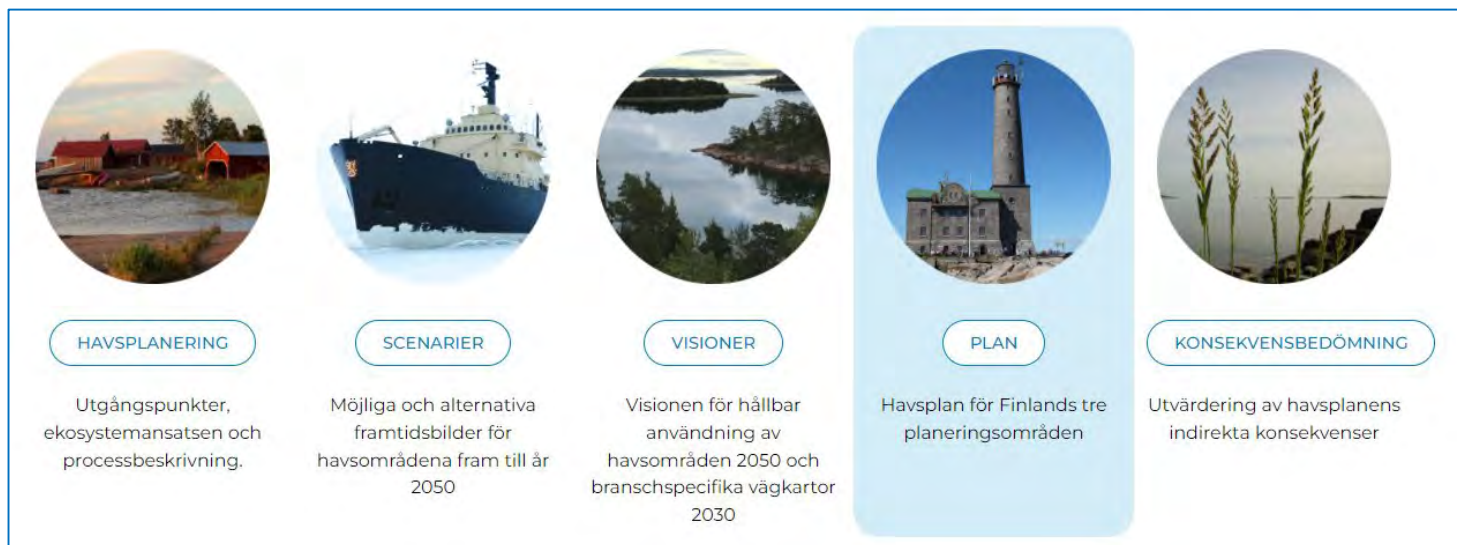 HAVSPLANERING
Utgångspunkter,
ekosystemansatsen och
processbeskrivning.
SCENARIER
Möjliga och alternativa
framtidsbilder för
havsområdena fram till år
2050
VISIONER
Visionen för hållbar
användning av
havsområden 2050 och
branschspecifika vägkartor
2030
PLAN
Havsplan för Finlands tre
planeringsområden
KONSEKVENSBEDÖMNING
Utvärdering av havsplanens
indirekta konsekvenser